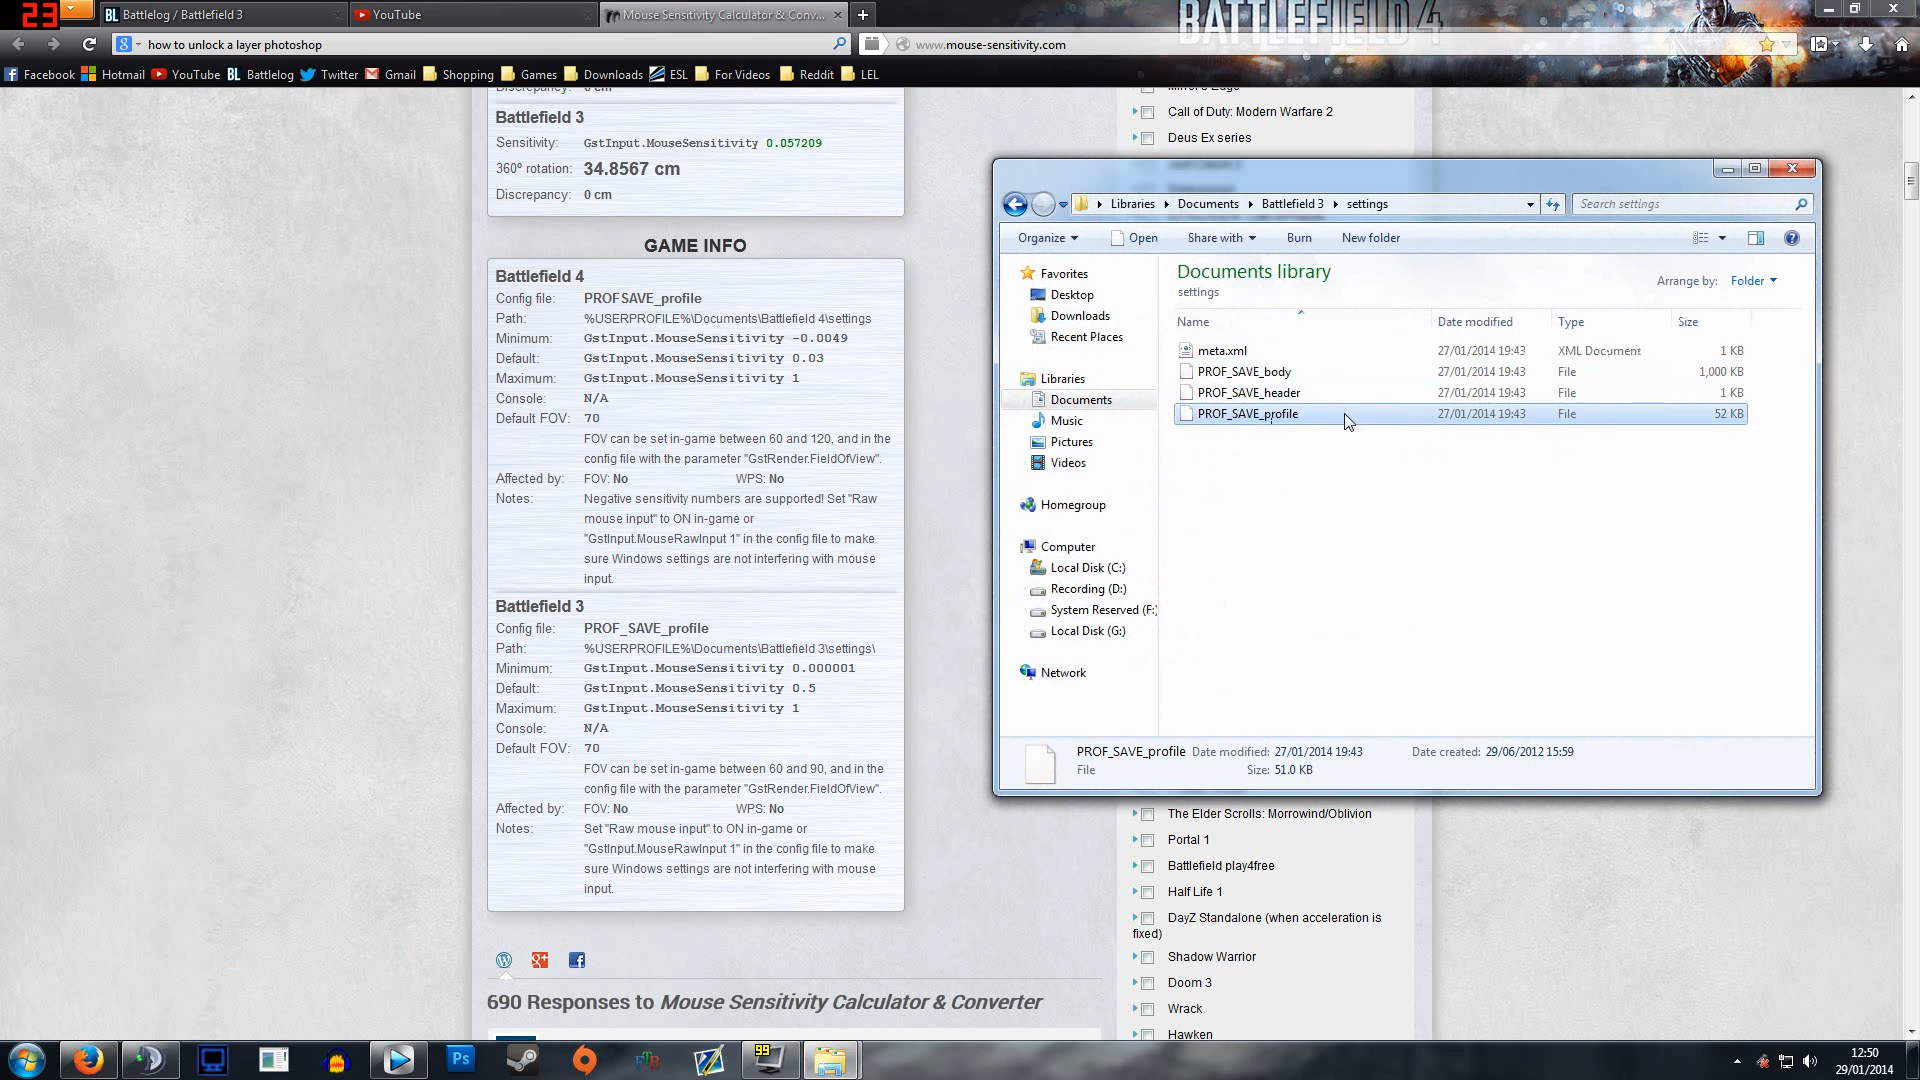 23
Battlelog / Battlefield 3
YouTube
Mouse Sensitivity Calculator & Conv...
BATTLEFIELD 4
how to unlock a layer photoshop
www.mouse-sensitivity.com
Facebook Hotmail YouTube BL Battlelog Twitter Gmail Shopping Games Downloads ESL For Videos Reddit LEL
Discrepancy: 0 cm
Battlefield 3
Sensitivity: GstInput.MouseSensitivity 0.057209
360º rotation: 34.8567 cm
Discrepancy: 0 cm
GAME INFO
Battlefield 4
Config file: PROFSAVE_profile
Path: %USERPROFILE%\Documents\Battlefield 4\settings
Minimum: GstInput.MouseSensitivity -0.0049
Default: GstInput.MouseSensitivity 0.03
Maximum: GstInput.MouseSensitivity 1
Console: N/A
Default FOV: 70
FOV can be set in-game between 60 and 120, and in the
config file with the parameter "GstRender.FieldOfView".
Affected by: FOV: No WPS: No
Notes: Negative sensitivity numbers are supported! Set "Raw
mouse input" to ON in-game or
"GstInput.MouseRawInput 1" in the config file to make
sure Windows settings are not interfering with mouse
input.
Battlefield 3
Config file: PROF_SAVE_profile
Path: %USERPROFILE%\Documents\Battlefield 3\settings\
Minimum: GstInput.MouseSensitivity 0.000001
Default: GstInput.MouseSensitivity 0.5
Maximum: GstInput.MouseSensitivity 1
Console: N/A
Default FOV: 70
FOV can be set in-game between 60 and 90, and in the
config file with the parameter "GstRender.FieldOfView".
Affected by: FOV: No WPS: No
Notes: Set "Raw mouse input" to ON in-game or
"GstInput.MouseRawInput 1" in the config file to make
sure Windows settings are not interfering with mouse
input.
690 Responses to Mouse Sensitivity Calculator & Converter
Mirror's Edge
Call of Duty: Modern Warfare 2
Deus Ex series
Libraries Documents Battlefield 3 settings
Search settings
Organize Open Share with Burn New folder
Favorites
Desktop
Downloads
Recent Places
Libraries
Documents
Music
Pictures
Videos
Homegroup
Computer
Local Disk (C:)
Recording (D:)
System Reserved (F:)
Local Disk (G:)
Network
Documents library
settings
Arrange by: Folder
Name Date modified Type Size
meta.xml 27/01/2014 19:43 XML Document 1 KB
PROF_SAVE_body 27/01/2014 19:43 File 1,000 KB
PROF_SAVE_header 27/01/2014 19:43 File 1 KB
PROF_SAVE_profile 27/01/2014 19:43 File 52 KB
PROF_SAVE_profile Date modified: 27/01/2014 19:43 Date created: 29/06/2012 15:59
File Size: 51.0 KB
The Elder Scrolls: Morrowind/Oblivion
Portal 1
Battlefield play4free
Half Life 1
DayZ Standalone (when acceleration is
fixed)
Shadow Warrior
Doom 3
Wrack
Hawken
Ps
99
12:50
29/01/2014